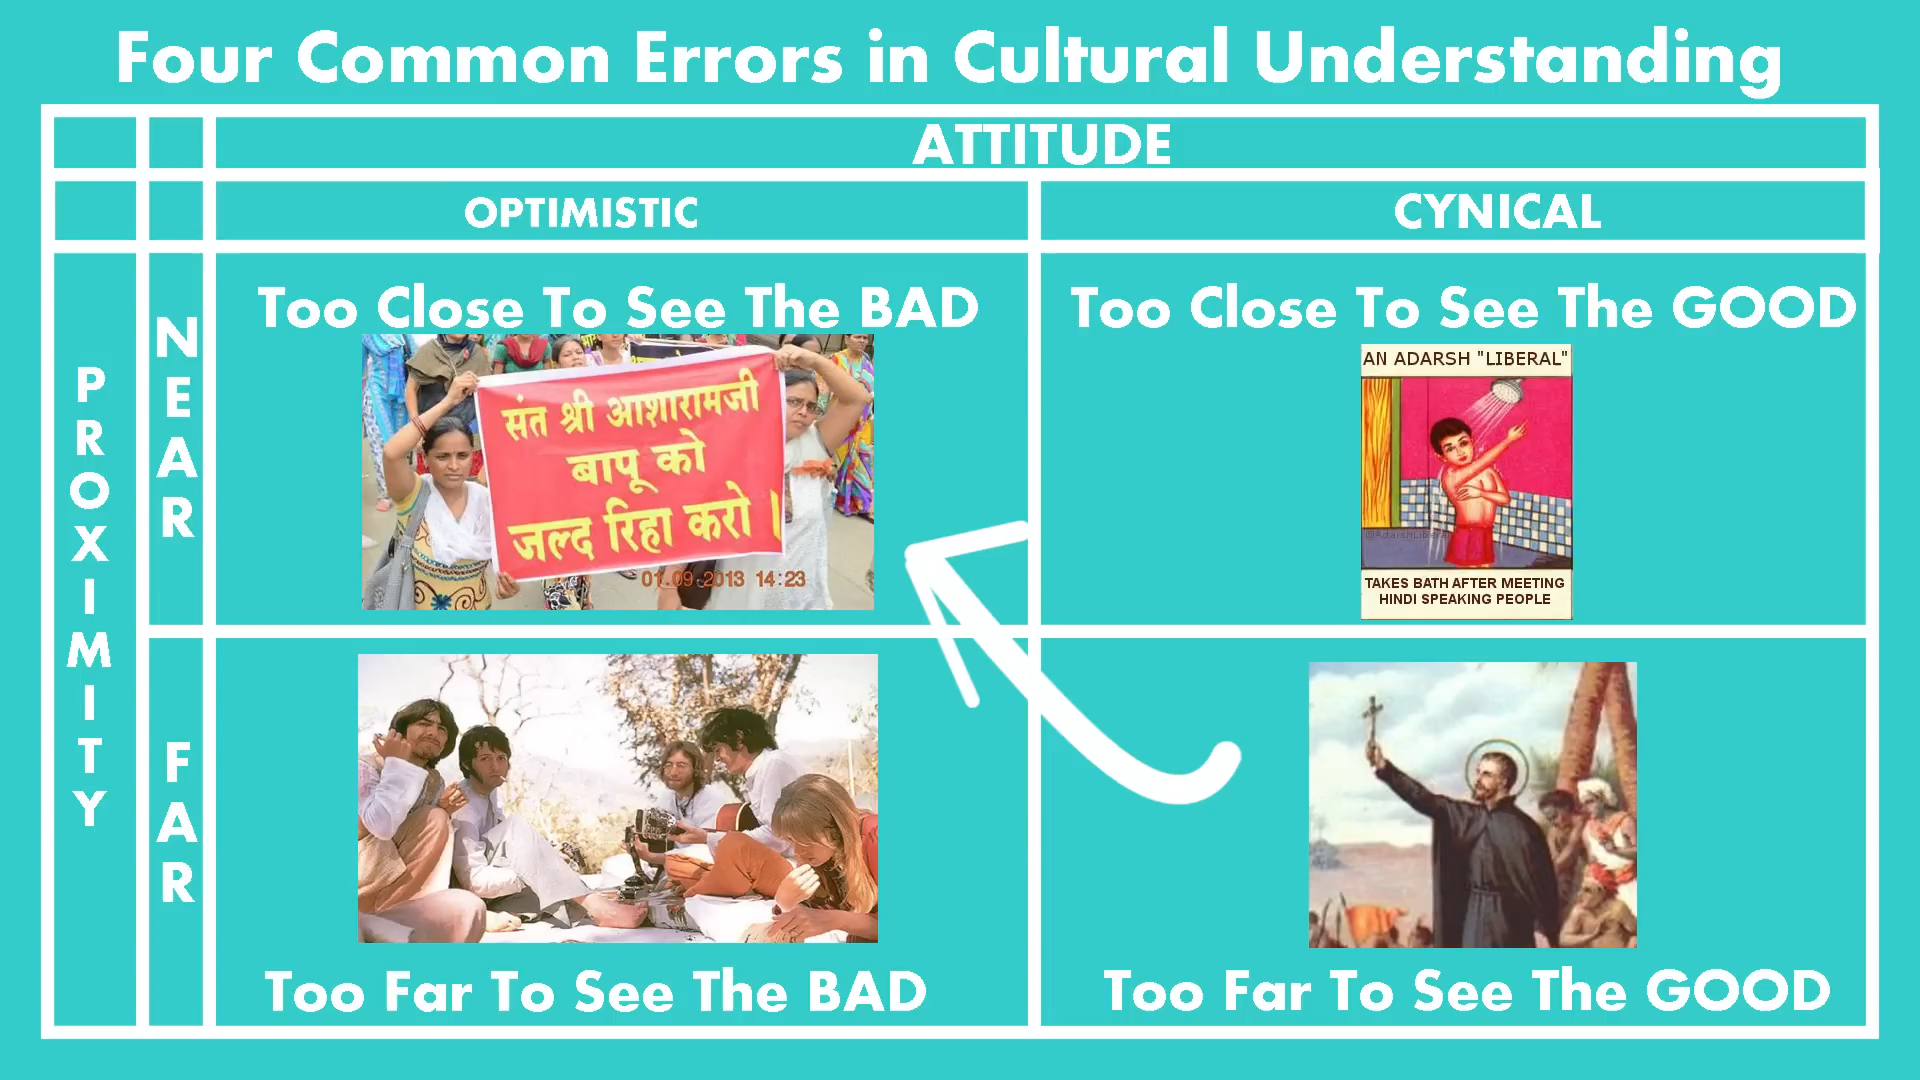 Four Common Errors in Cultural Understanding
ATTITUDE
OPTIMISTIC
CYNICAL
PROXIMITY
NEAR
Too Close To See The BAD
संत श्री आशारामजी
बापू को
जल्द रिहा करो ।
01.09.2013 14:23
Too Close To See The GOOD
AN ADARSH "LIBERAL"
@AdarshLiberal
TAKES BATH AFTER MEETING
HINDI SPEAKING PEOPLE
FAR
Too Far To See The BAD
Too Far To See The GOOD